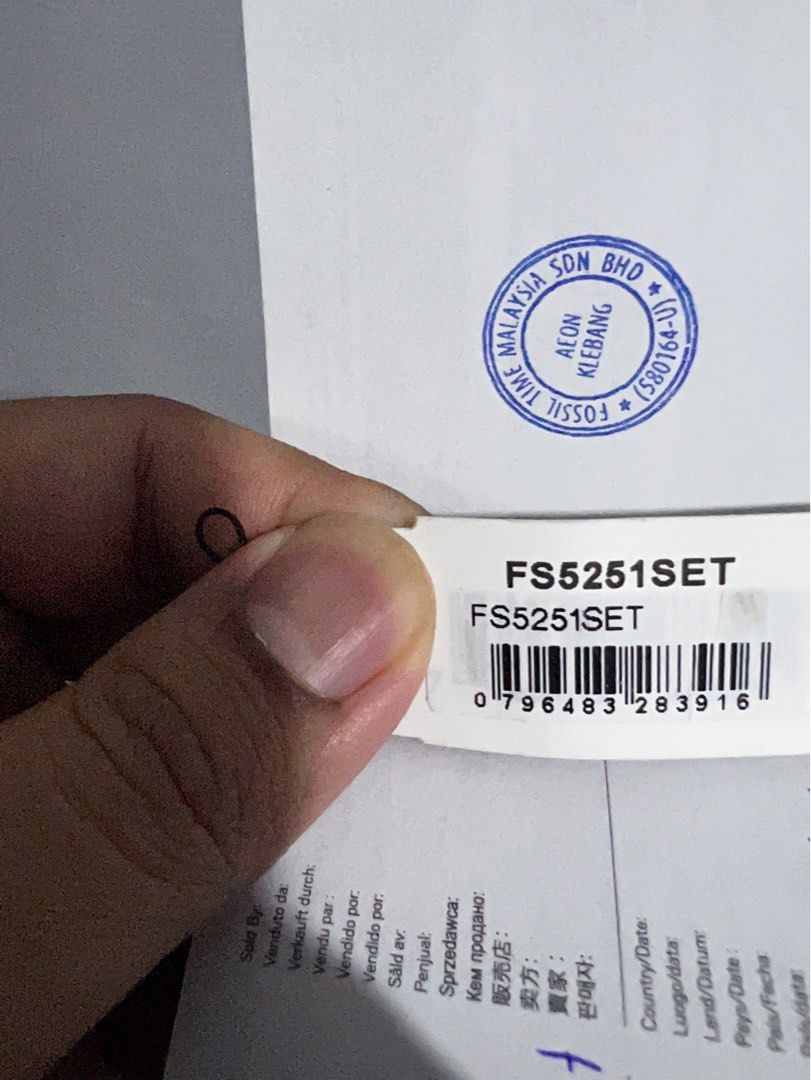 FOSSIL TIME MALAYSIA SDN BHD ★ (580164-U) ★
AEON
KLEBANG
FS5251SET
FS5251SET
0 796483 283916
Sold By:
Venduto da:
Verkauft durch:
Vendu par :
Vendido por:
Vendido por:
Såld av:
Penjual:
Sprzedawca:
Кем продано:
販売店:
卖方:
賣家:
판매자:
Country/Date:
Luogo/data:
Land/Datum:
Pays/Date :
País/Fecha: